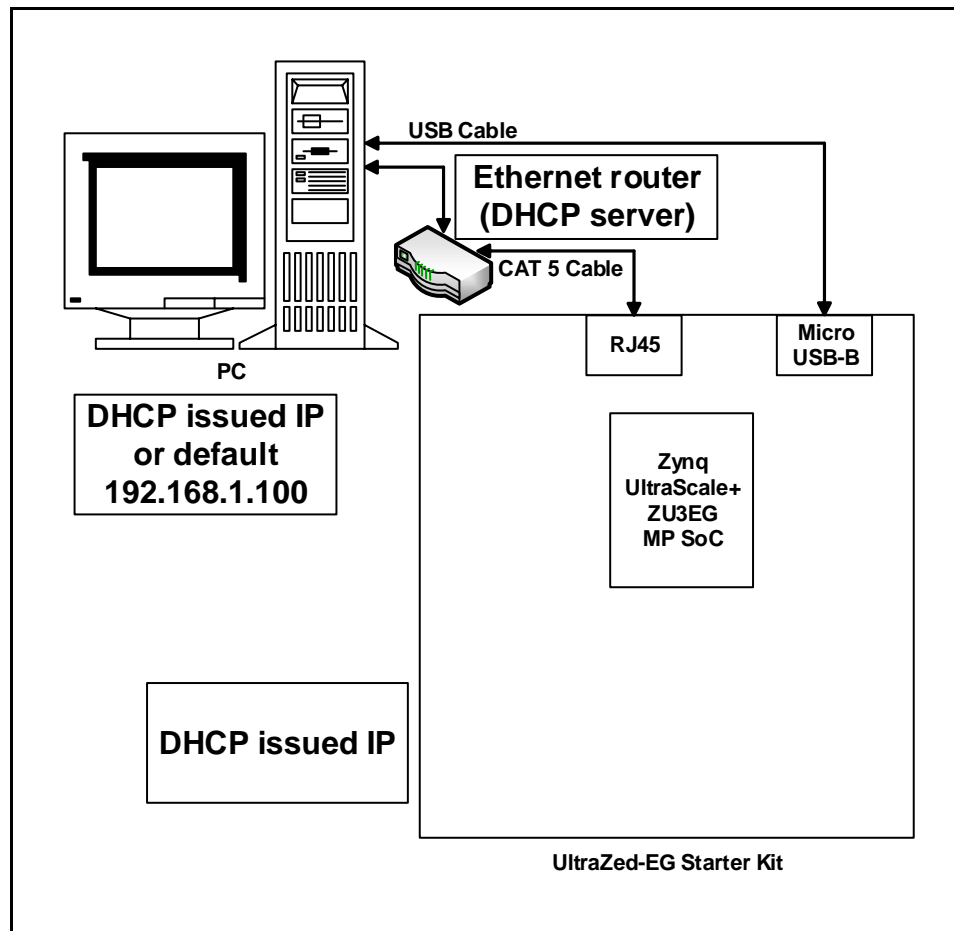 USB Cable
Ethernet router
(DHCP server)
CAT 5 Cable
RJ45
Micro
USB-B
PC
DHCP issued IP
or default
192.168.1.100
Zynq
UltraScale+
ZU3EG
MP SoC
DHCP issued IP
UltraZed-EG Starter Kit